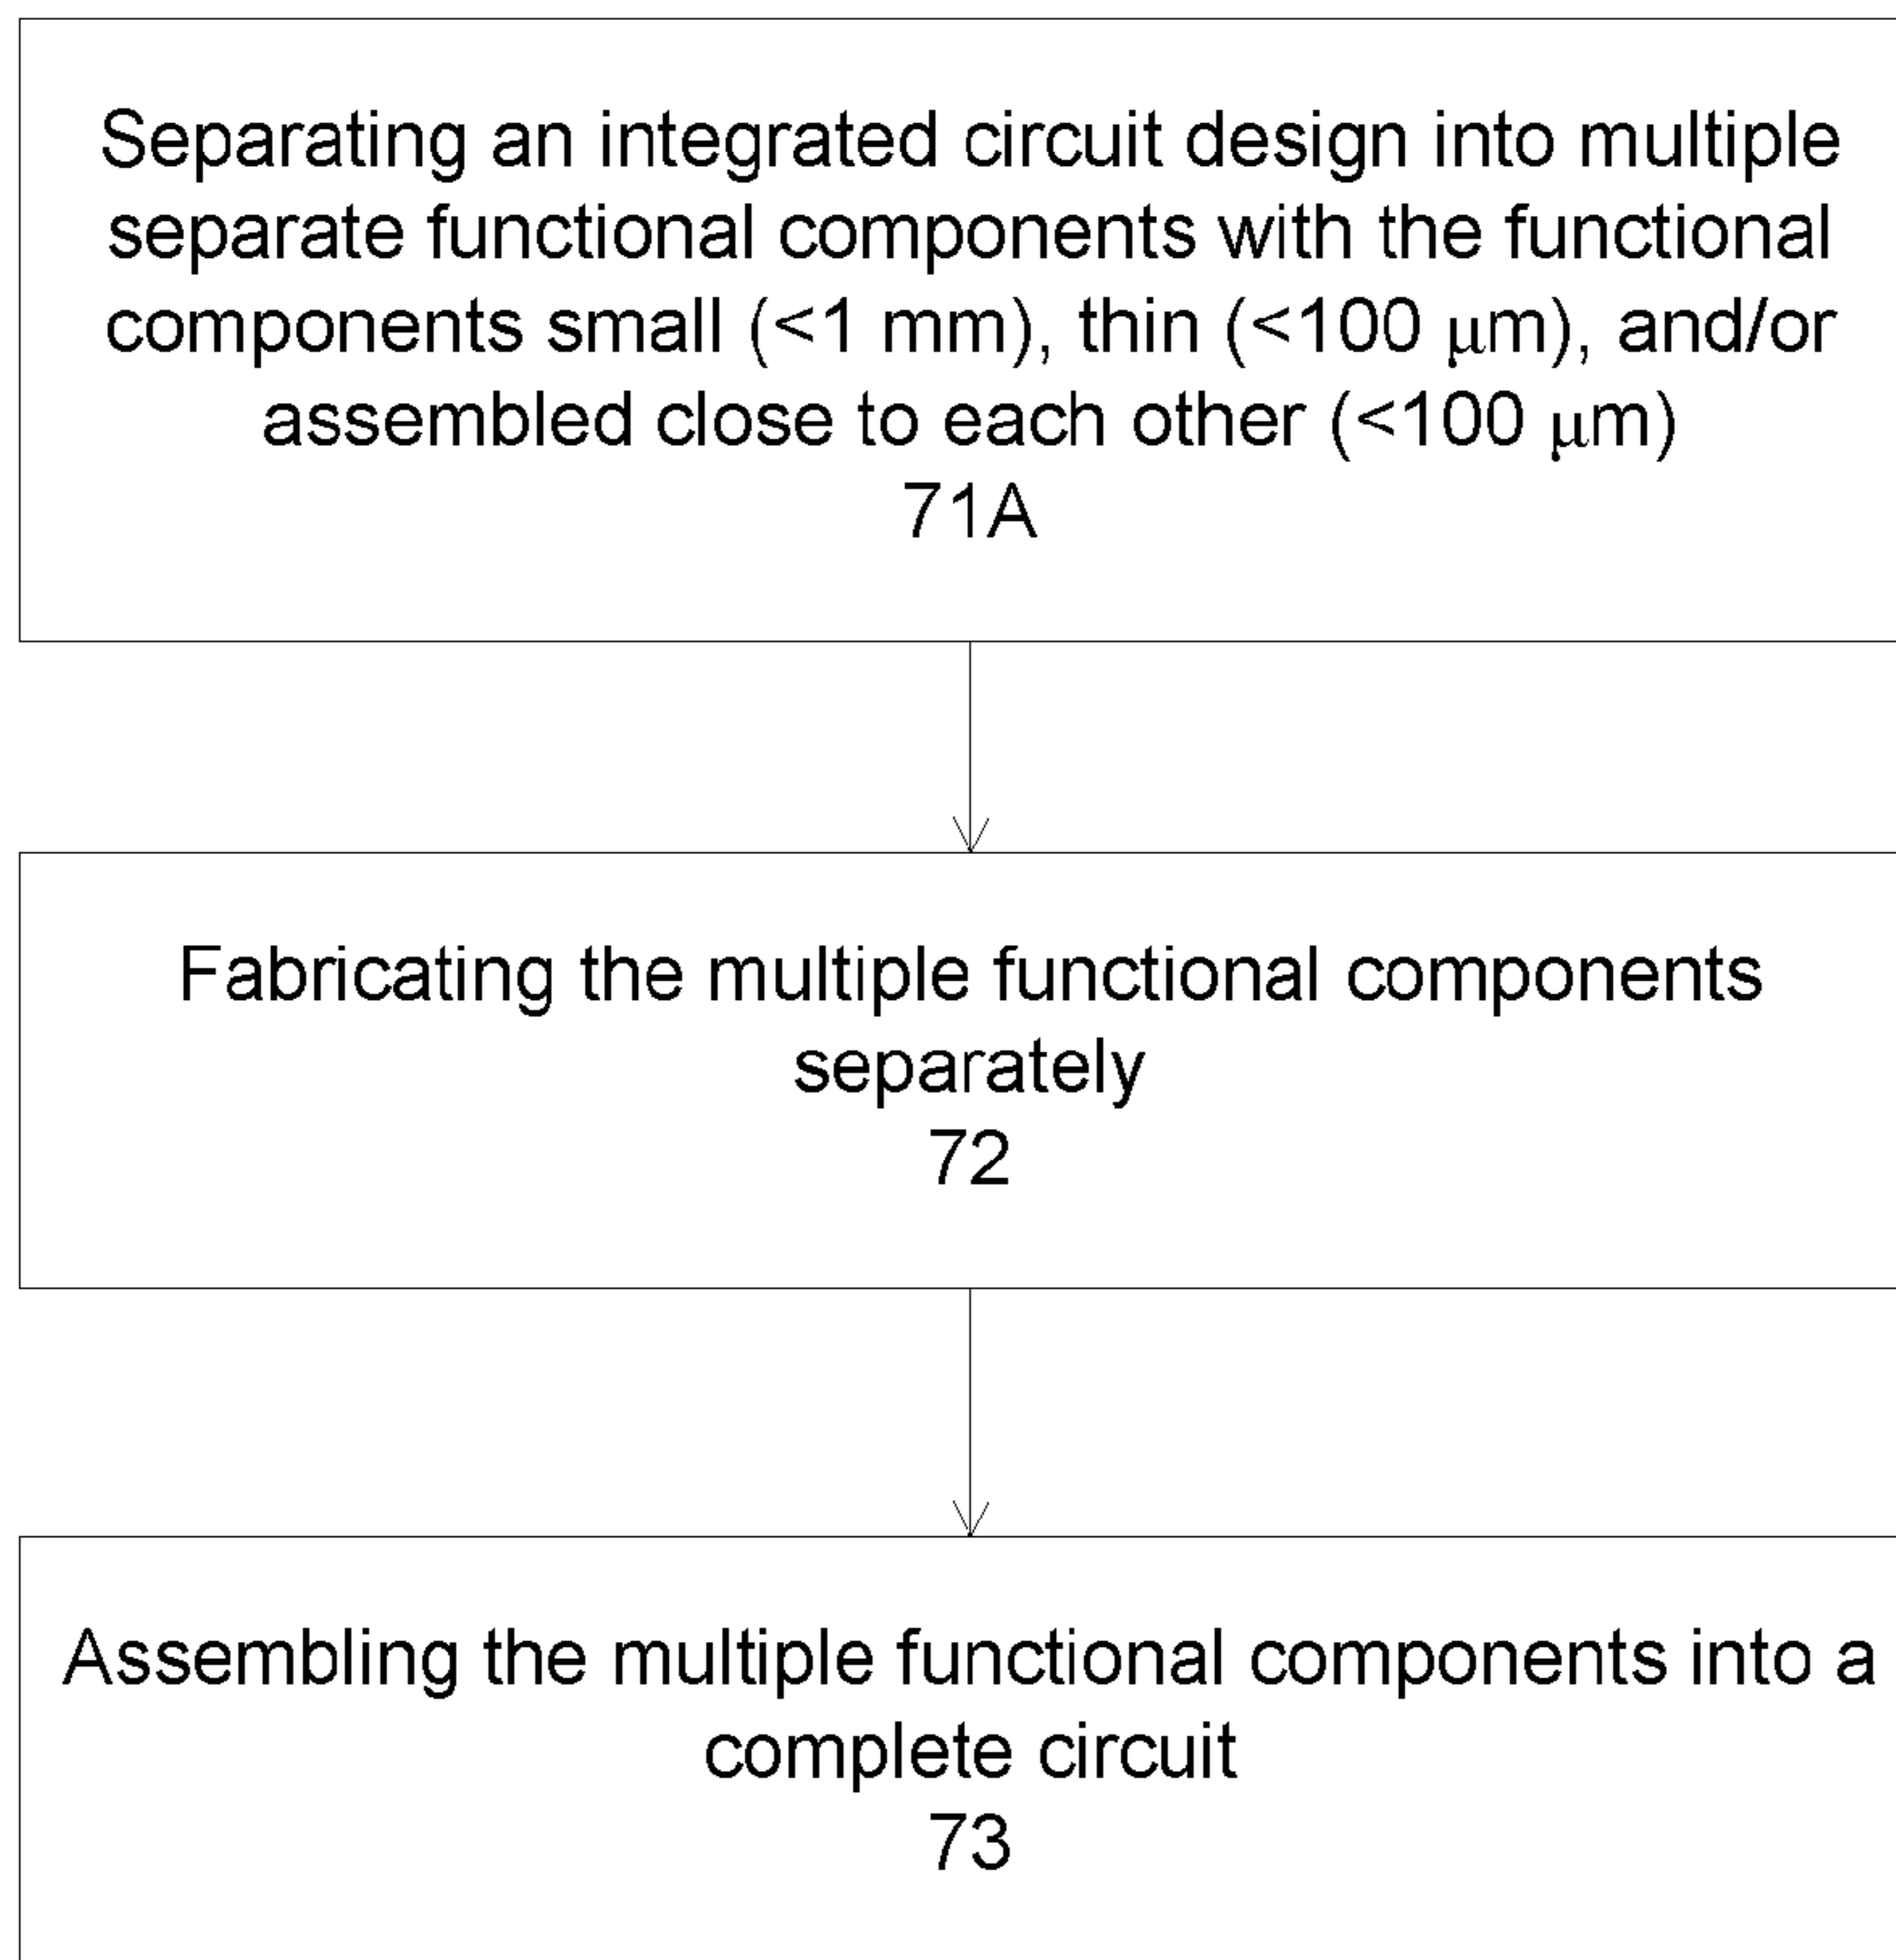 Separating an integrated circuit design into multiple
separate functional components with the functional
components small (<1 mm), thin (<100 μm), and/or
assembled close to each other (<100 μm)
71A
Fabricating the multiple functional components
separately
72
Assembling the multiple functional components into a
complete circuit
73